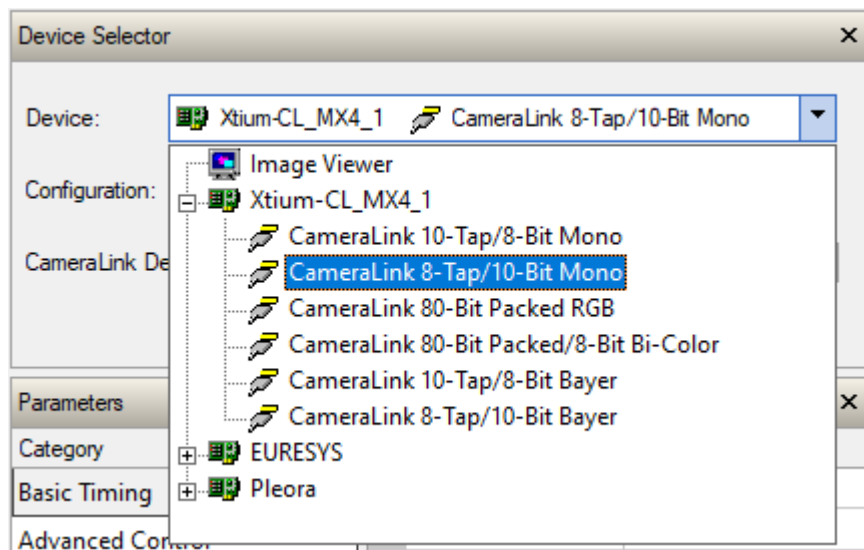 Device Selector
Device: Xtium-CL_MX4_1 CameraLink 8-Tap/10-Bit Mono
Image Viewer
Configuration:
Xtium-CL_MX4_1
CameraLink 10-Tap/8-Bit Mono
CameraLink De
CameraLink 8-Tap/10-Bit Mono
CameraLink 80-Bit Packed RGB
CameraLink 80-Bit Packed/8-Bit Bi-Color
CameraLink 10-Tap/8-Bit Bayer
Parameters
CameraLink 8-Tap/10-Bit Bayer
Category
EURESYS
Basic Timing
Pleora
Advanced Control